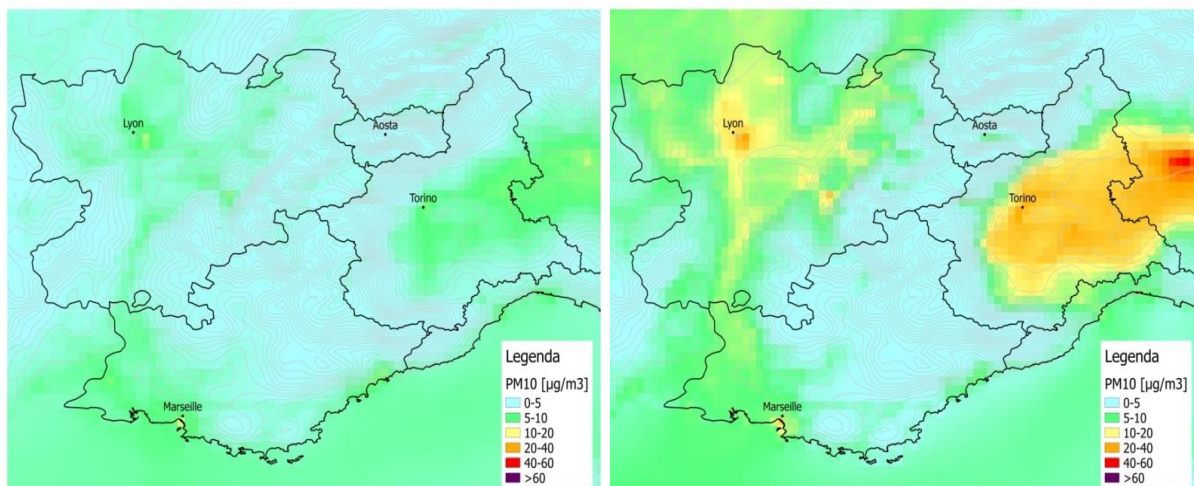 Lyon
Aosta
Torino
Marseille
Legenda
PM10 [µg/m3]
0-5
5-10
10-20
20-40
40-60
>60
Lyon
Aosta
Torino
Marseille
Legenda
PM10 [µg/m3]
0-5
5-10
10-20
20-40
40-60
>60